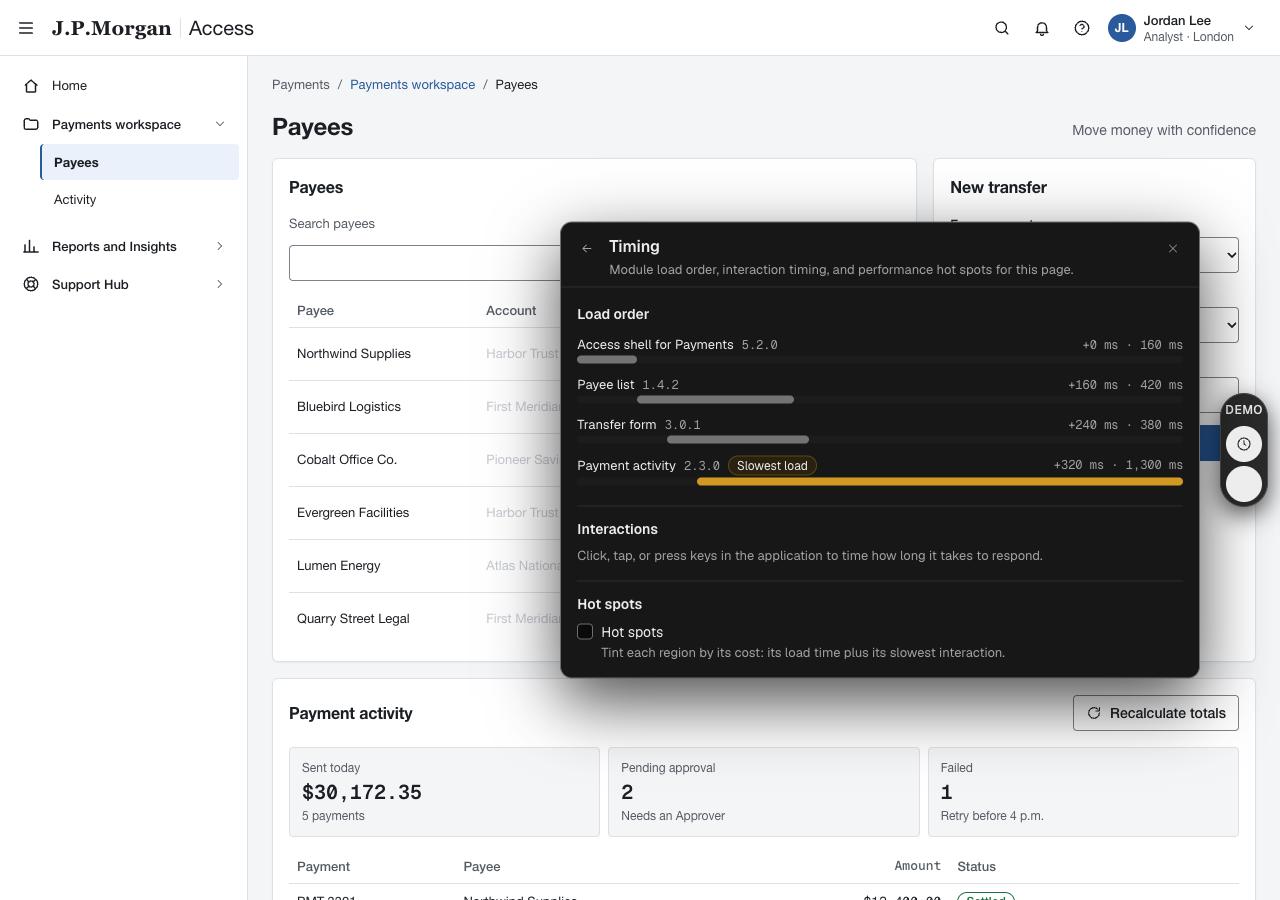 J.P.Morgan Access
JL
Jordan Lee
Analyst · London
Home
Payments workspace
Payees
Activity
Reports and Insights
Support Hub
Payments / Payments workspace / Payees
Payees
Move money with confidence
Payees
Search payees
Payee Account
Northwind Supplies Harbor Trust
Bluebird Logistics First
Cobalt Office Co. Pioneer
Evergreen Facilities Harbor Trust
Lumen Energy Atlas
Quarry Street Legal First
New transfer
Timing
Module load order, interaction timing, and performance hot spots for this page.
Load order
Access shell for Payments 5.2.0 +0 ms · 160 ms
Payee list 1.4.2 +160 ms · 420 ms
Transfer form 3.0.1 +240 ms · 380 ms
Payment activity 2.3.0 Slowest load +320 ms · 1,300 ms
Interactions
Click, tap, or press keys in the application to time how long it takes to respond.
Hot spots
Hot spots
Tint each region by its cost: its load time plus its slowest interaction.
DEMO
Payment activity
Recalculate totals
Sent today
$30,172.35
5 payments
Pending approval
2
Needs an Approver
Failed
1
Retry before 4 p.m.
Payment Payee Amount Status